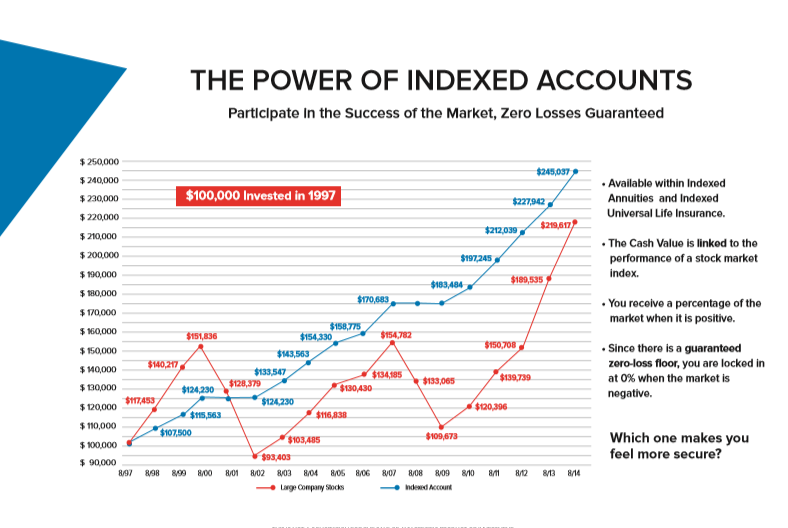 THE POWER OF INDEXED ACCOUNTS
Participate in the Success of the Market, Zero Losses Guaranteed
$100,000 Invested in 1997
$ 250,000
$ 240,000
$ 230,000
$ 220,000
$ 210,000
$ 200,000
$ 190,000
$ 180,000
$ 170,000
$ 160,000
$ 150,000
$ 140,000
$ 130,000
$ 120,000
$ 110,000
$ 100,000
$ 90,000
$117,453
$140,217
$151,836
$128,379
$93,403
$103,485
$116,838
$130,430
$134,185
$154,782
$133,065
$109,673
$120,396
$139,739
$150,708
$189,535
$219,617
$107,500
$115,563
$124,230
$124,230
$133,547
$143,563
$154,330
$158,775
$170,683
$183,484
$197,245
$212,039
$227,942
$245,037
8/97 8/98 8/99 8/00 8/01 8/02 8/03 8/04 8/05 8/06 8/07 8/08 8/09 8/10 8/11 8/12 8/13 8/14
Large Company Stocks Indexed Account
• Available within Indexed
Annuities and Indexed
Universal Life Insurance.
• The Cash Value is linked to the
performance of a stock market
index.
• You receive a percentage of the
market when it is positive.
• Since there is a guaranteed
zero-loss floor, you are locked in
at 0% when the market is
negative.
Which one makes you
feel more secure?